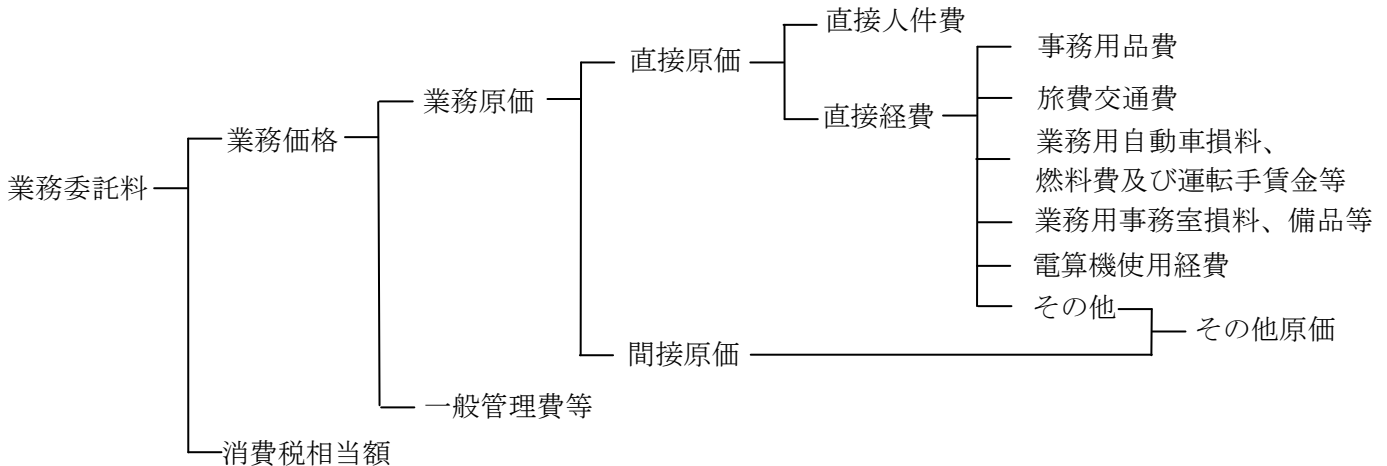 直接人件費
事務用品費
直接原価
旅費交通費
業務原価
直接経費
業務価格
業務用自動車損料、
燃料費及び運転手賃金等
業務委託料
業務用事務室損料、備品等
電算機使用経費
その他
その他原価
間接原価
一般管理費等
消費税相当額